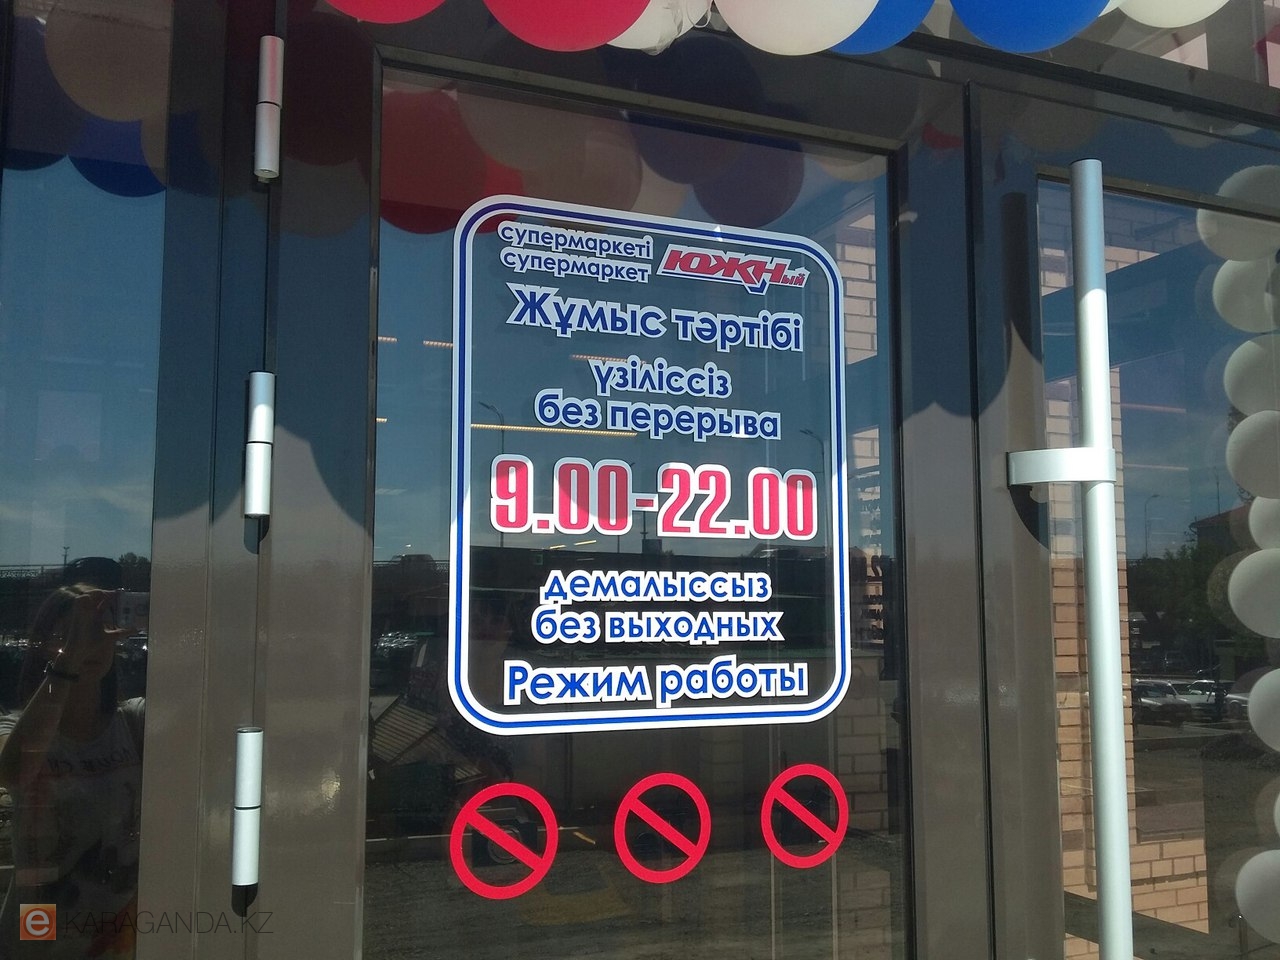 супермаркеті
супермаркет
ЮЖНый
Жұмыс тәртібі
үзіліссіз
без перерыва
9.00-22.00
демалыссыз
без выходных
Режим работы
e KARAGANDA.KZ